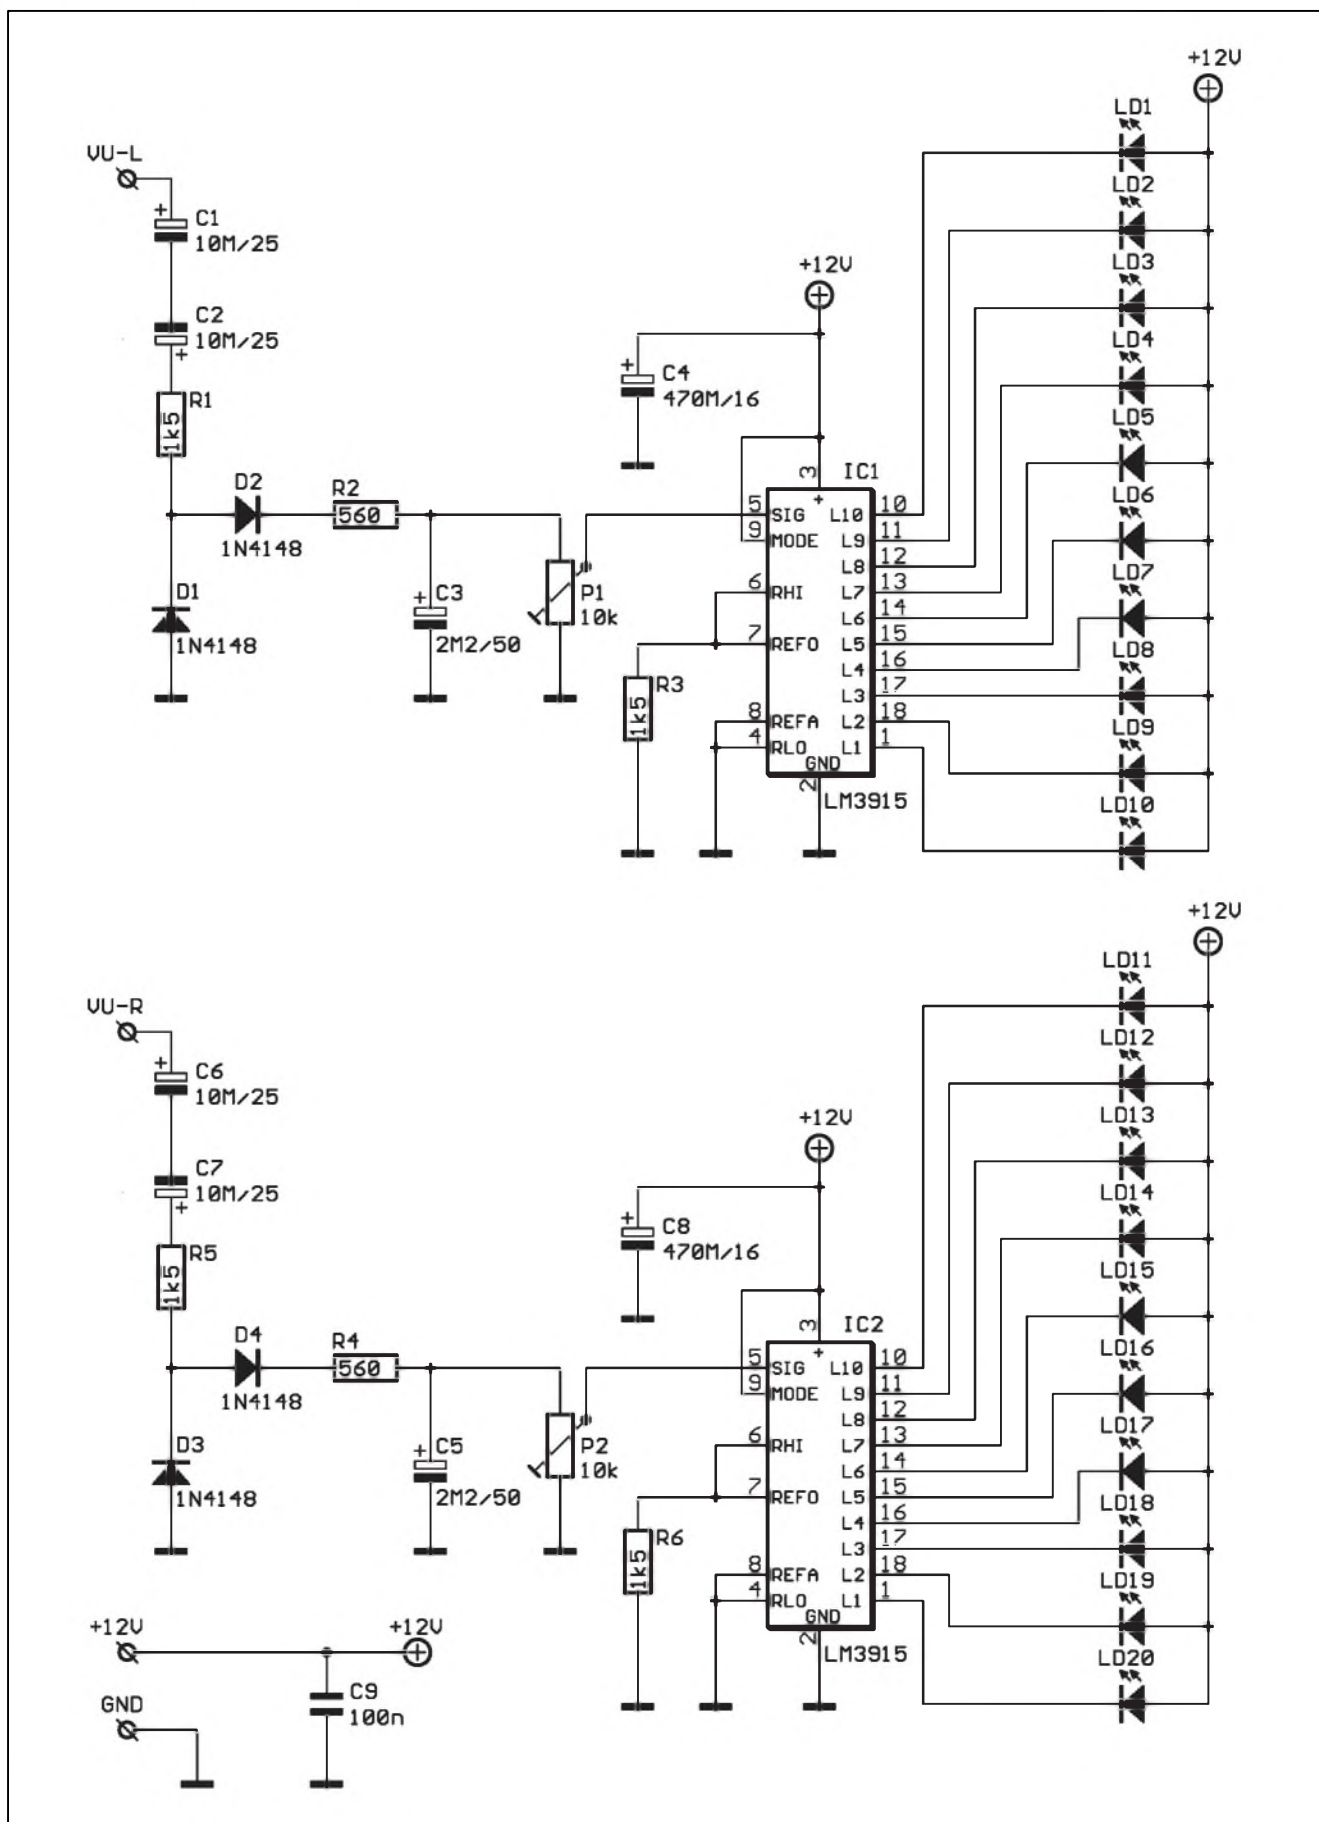 +12V
LD1
VU-L
LD2
C1
10M/25
LD3
+12V
C2
10M/25
LD4
C4
470M/16
R1
1k5
LD5
3
IC1
D2
R2
LD6
560
5
SIG
+
L10
10
1N4148
9
MODE
L9
11
L8
12
LD7
D1
C3
P1
6
RHI
L7
13
10k
L6
14
1N4148
2M2/50
7
REFO
L5
15
LD8
L4
16
R3
1k5
L3
17
8
REFA
L2
18
LD9
4
RLO
L1
1
GND
2
LM3915
LD10
+12V
LD11
VU-R
LD12
C6
10M/25
LD13
+12V
C7
10M/25
LD14
C8
470M/16
R5
1k5
LD15
3
IC2
D4
R4
LD16
560
5
SIG
+
L10
10
1N4148
9
MODE
L9
11
L8
12
LD17
D3
C5
P2
6
RHI
L7
13
10k
L6
14
1N4148
2M2/50
7
REFO
L5
15
LD18
L4
16
R6
1k5
L3
17
8
REFA
L2
18
LD19
4
RLO
L1
1
GND
2
LM3915
LD20
+12V
+12V
C9
100n
GND